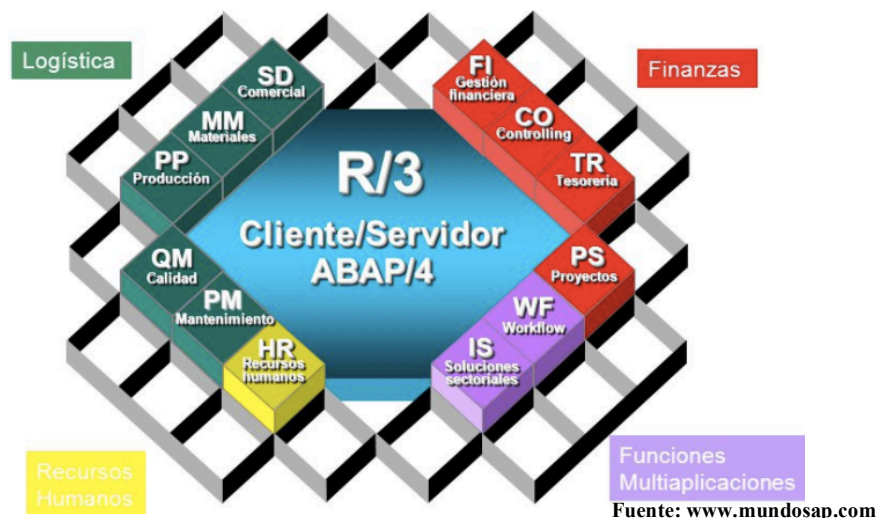 Logística
SD
Comercial
MM
Materiales
PP
Producción
FI
Gestión
financiera
CO
Controlling
TR
Tesorería
Finanzas
R/3
Cliente/Servidor
ABAP/4
QM
Calidad
PM
Mantenimiento
HR
Recursos
humanos
PS
Proyectos
WF
Workflow
IS
Soluciones
sectoriales
Recursos
Humanos
Funciones
Multiaplicaciones
Fuente: www.mundosap.com